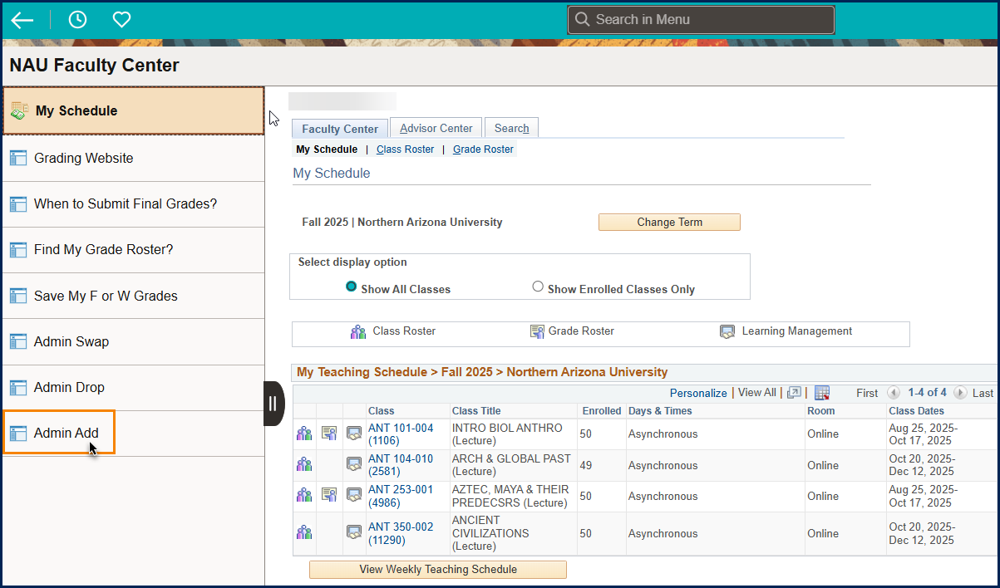 Search in Menu
NAU Faculty Center
My Schedule
Grading Website
When to Submit Final Grades?
Find My Grade Roster?
Save My F or W Grades
Admin Swap
Admin Drop
Admin Add
Faculty Center Advisor Center Search
My Schedule | Class Roster | Grade Roster
My Schedule
Fall 2025 | Northern Arizona University Change Term
Select display option
Show All Classes Show Enrolled Classes Only
Class Roster Grade Roster Learning Management
My Teaching Schedule > Fall 2025 > Northern Arizona University
Personalize | View All | | First 1-4 of 4 Last
Class Class Title Enrolled Days & Times Room Class Dates
ANT 101-004 INTRO BIOL ANTHRO 50 Asynchronous Online Aug 25, 2025-
(1106) (Lecture) Oct 17, 2025
ANT 104-010 ARCH & GLOBAL PAST 49 Asynchronous Online Oct 20, 2025-
(2581) (Lecture) Dec 12, 2025
ANT 253-001 AZTEC, MAYA & THEIR 50 Asynchronous Online Aug 25, 2025-
(4986) PREDECSRS (Lecture) Oct 17, 2025
ANCIENT
ANT 350-002 CIVILIZATIONS 50 Asynchronous Online Oct 20, 2025-
(11290) (Lecture) Dec 12, 2025
View Weekly Teaching Schedule